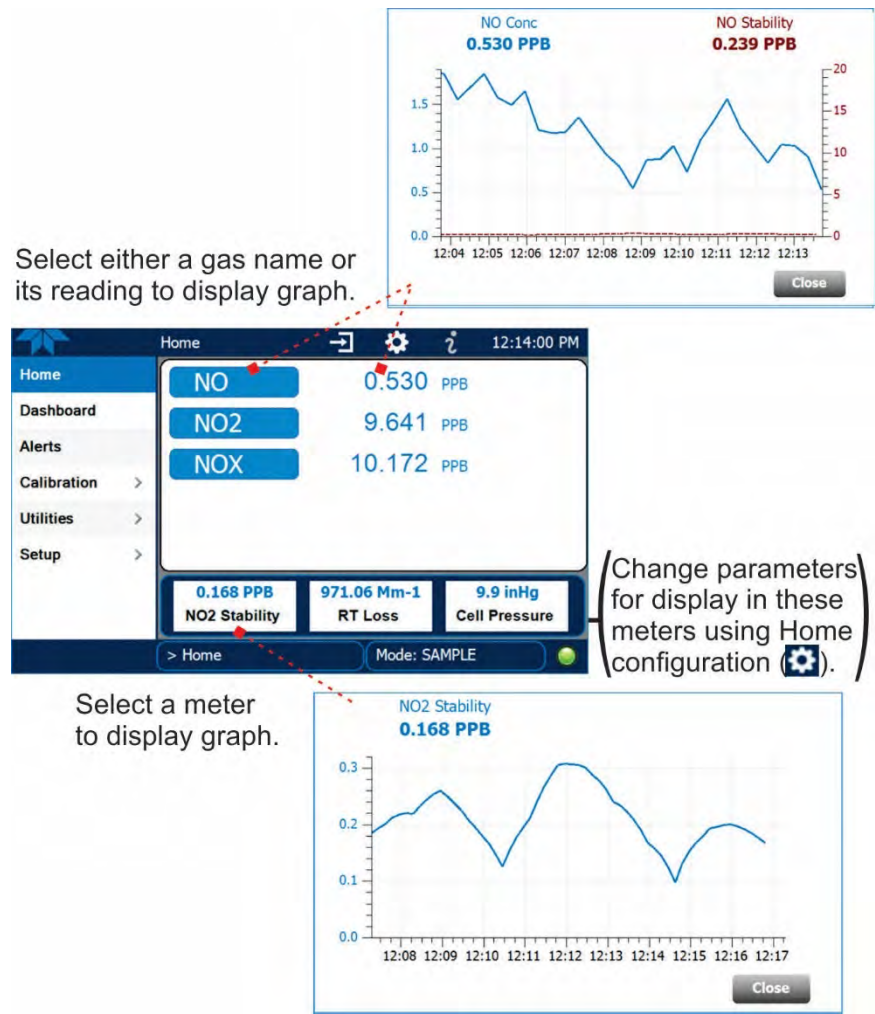 NO Conc
0.530 PPB
NO Stability
0.239 PPB
1.5
1.0
0.5
0.0
20
15
10
5
0
12:04 12:05 12:06 12:07 12:08 12:09 12:10 12:11 12:12 12:13
Close
Select either a gas name or
its reading to display graph.
Home
12:14:00 PM
Home
Dashboard
Alerts
Calibration >
Utilities >
Setup >
NO 0.530 PPB
NO2 9.641 PPB
NOX 10.172 PPB
0.168 PPB
NO2 Stability
971.06 Mm-1
RT Loss
9.9 inHg
Cell Pressure
> Home
Mode: SAMPLE
Change parameters
for display in these
meters using Home
configuration ( ).
Select a meter
to display graph.
NO2 Stability
0.168 PPB
0.3
0.2
0.1
0.0
12:08 12:09 12:10 12:11 12:12 12:13 12:14 12:15 12:16 12:17
Close